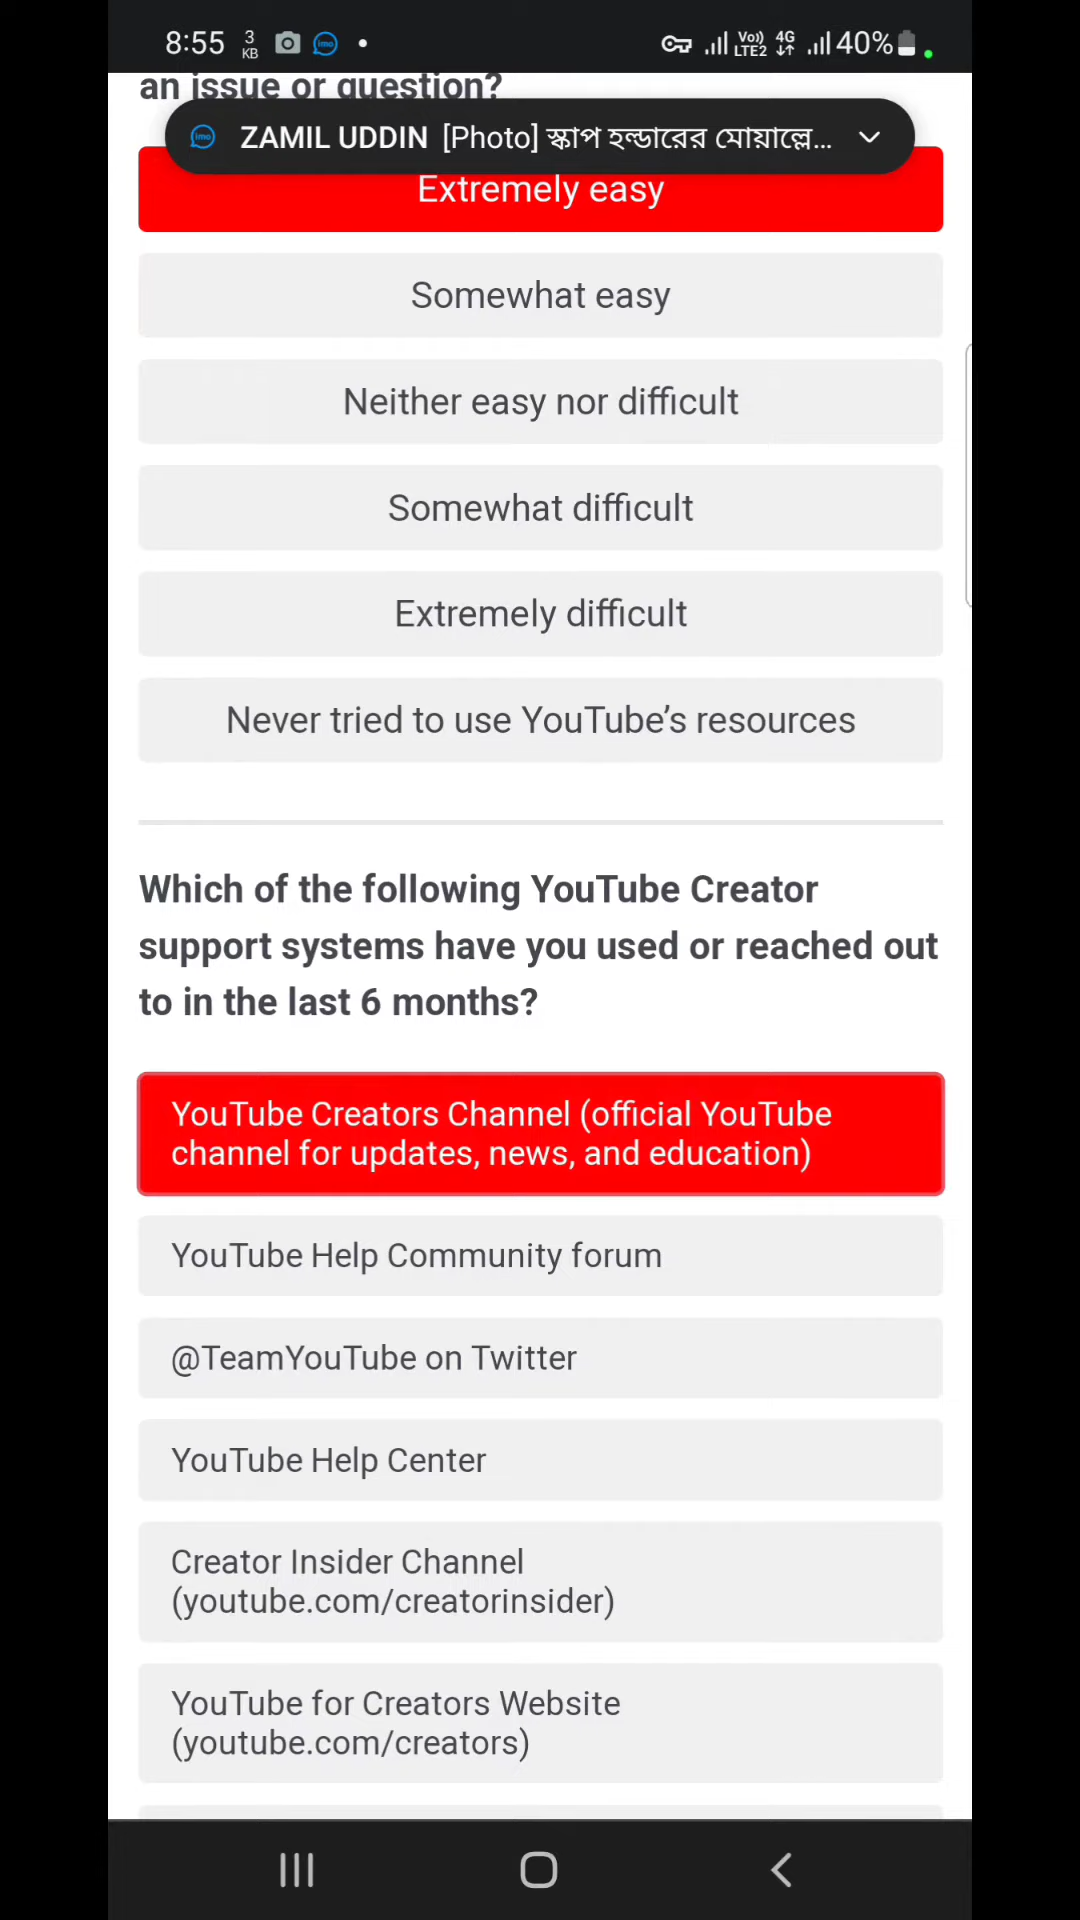 8:55 3 KB imo • Vo)) LTE2 4G 40%
an issue or question?
imo ZAMIL UDDIN [Photo] স্কাপ হল্ডারের মোয়াল্লে...
Extremely easy
Somewhat easy
Neither easy nor difficult
Somewhat difficult
Extremely difficult
Never tried to use YouTube’s resources
Which of the following YouTube Creator
support systems have you used or reached out
to in the last 6 months?
YouTube Creators Channel (official YouTube
channel for updates, news, and education)
YouTube Help Community forum
@TeamYouTube on Twitter
YouTube Help Center
Creator Insider Channel
(youtube.com/creatorinsider)
YouTube for Creators Website
(youtube.com/creators)